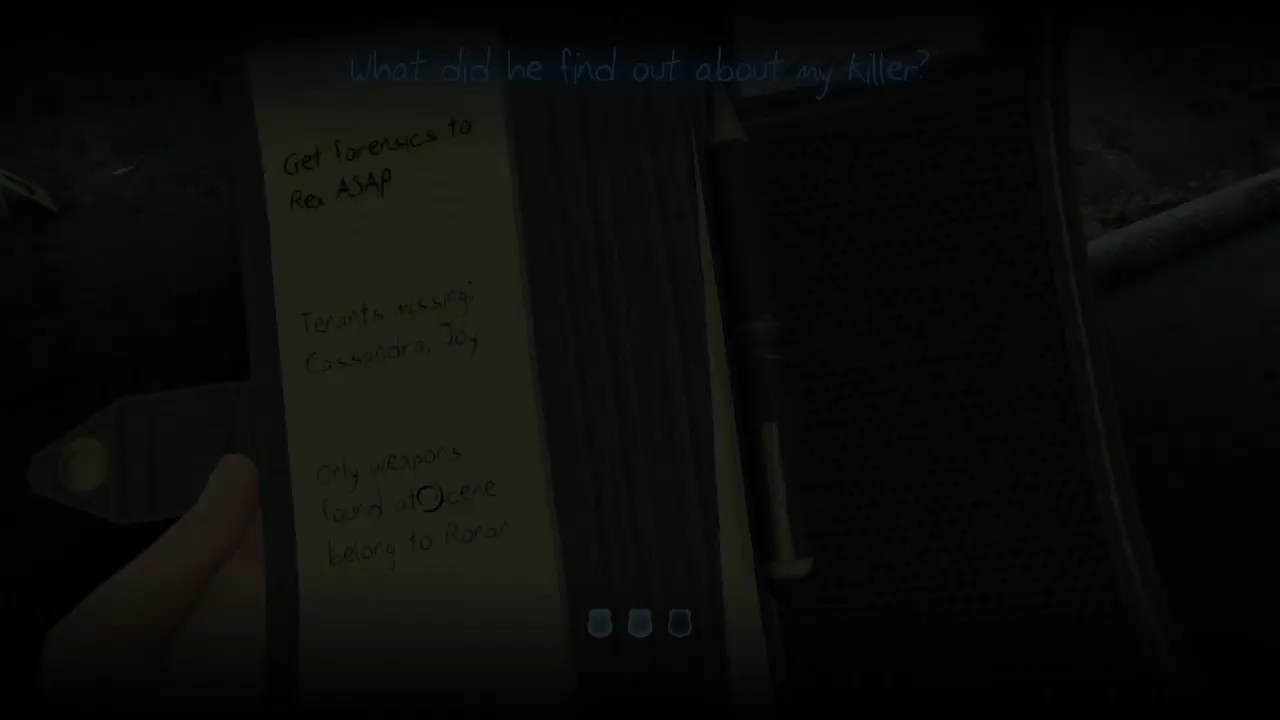 What did he find out about my killer?
Get forensics to
Rex ASAP
Tenants missing:
Cassandra, Joy
Only weapons
found at scene
belong to Ronan